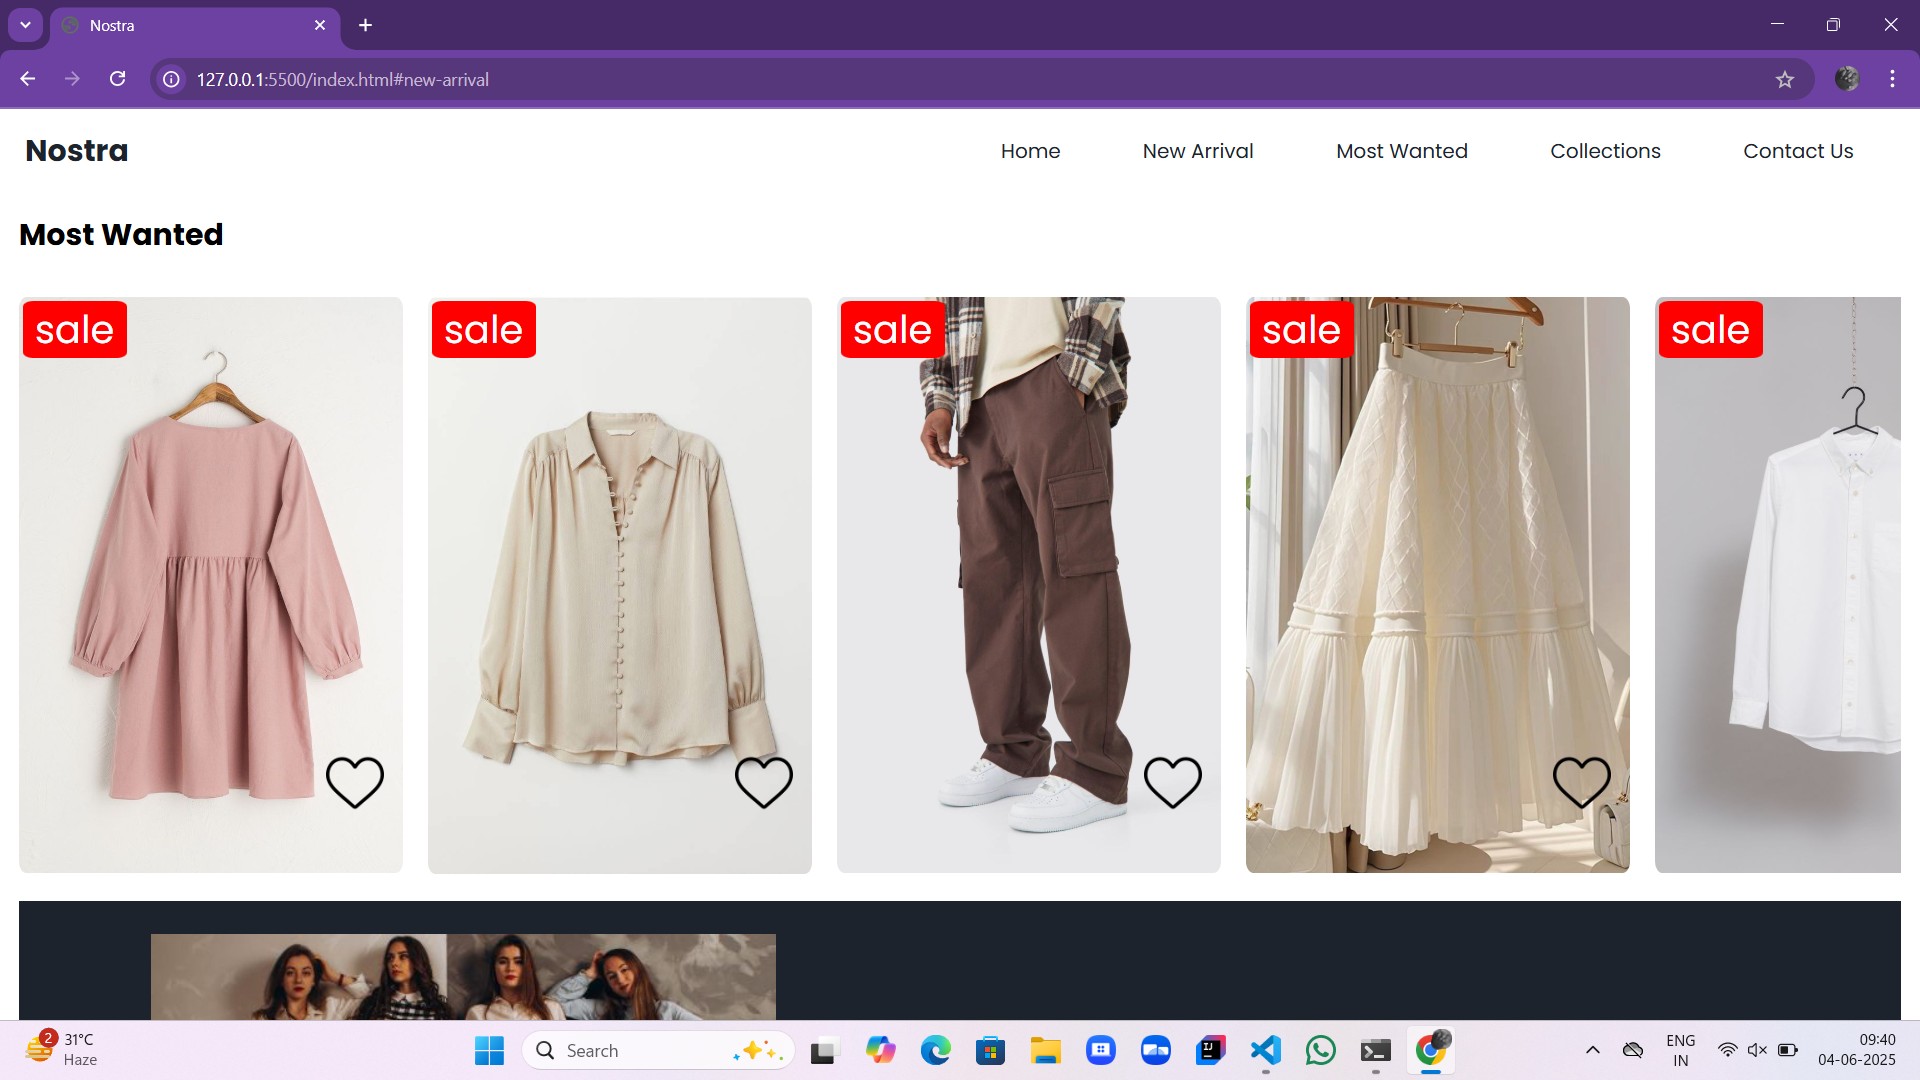 Nostra
127.0.0.1:5500/index.html#new-arrival
Nostra
Home
New Arrival
Most Wanted
Collections
Contact Us
Most Wanted
sale
sale
sale
sale
sale
2
31°C
Haze
Search
ENG
IN
09:40
04-06-2025